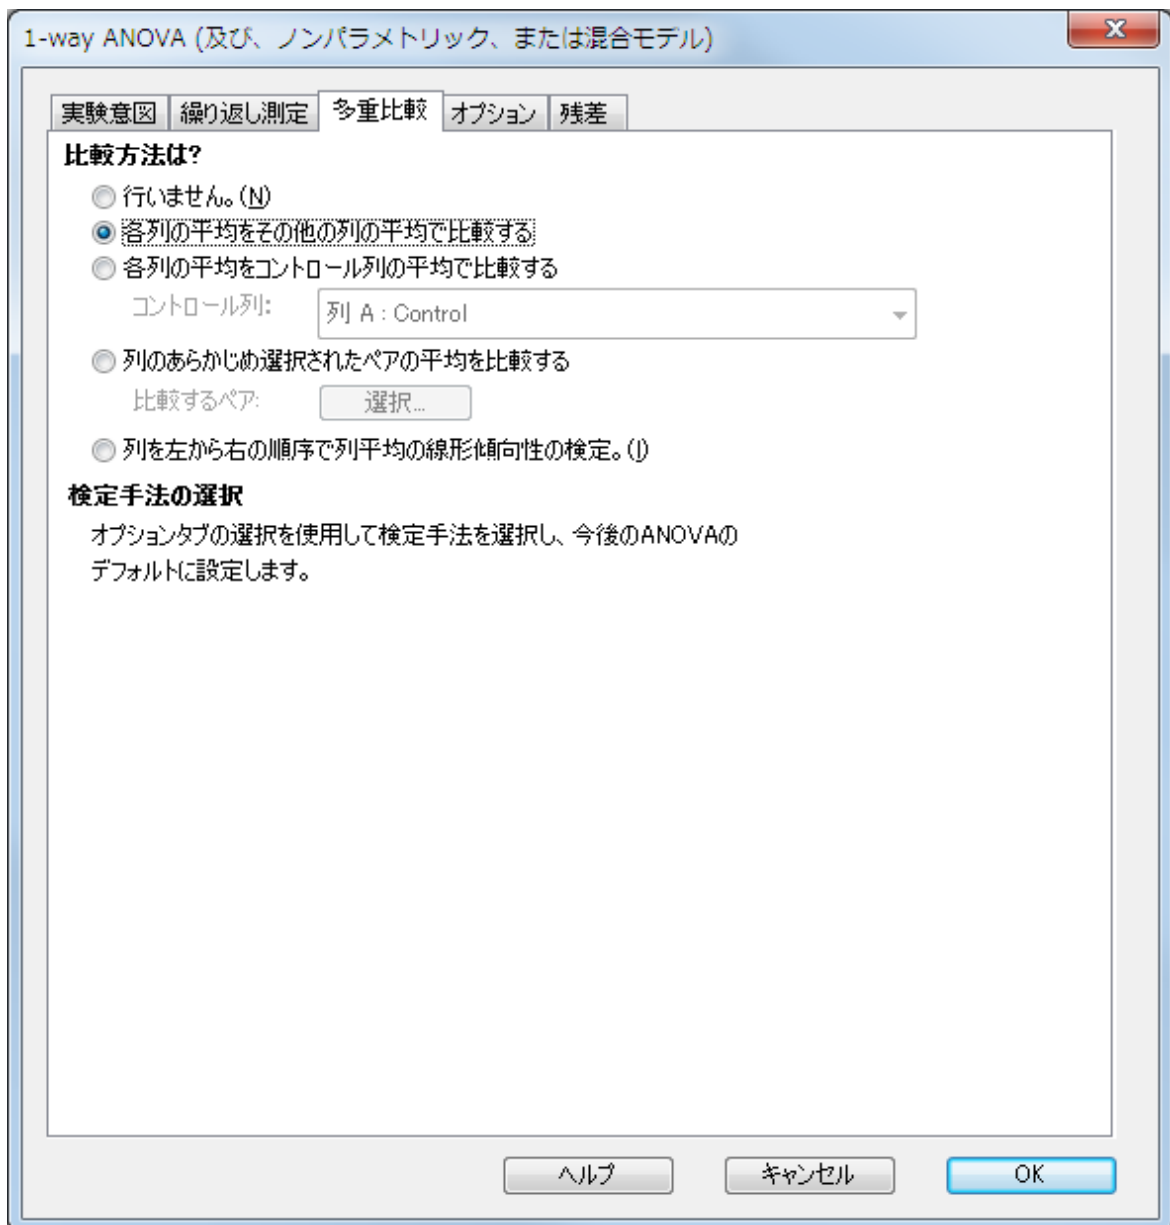 1-way ANOVA (及び、ノンパラメトリック、または混合モデル)
実験意図 繰り返し測定 多重比較 オプション 残差
比較方法は?
行いません。(N)
各列の平均をその他の列の平均で比較する
各列の平均をコントロール列の平均で比較する
コントロール列: 列 A : Control
列のあらかじめ選択されたペアの平均を比較する
比較するペア: 選択...
列を左から右の順序で列平均の線形傾向性の検定。(I)
検定手法の選択
オプションタブの選択を使用して検定手法を選択し、今後のANOVAの
デフォルトに設定します。
ヘルプ キャンセル OK